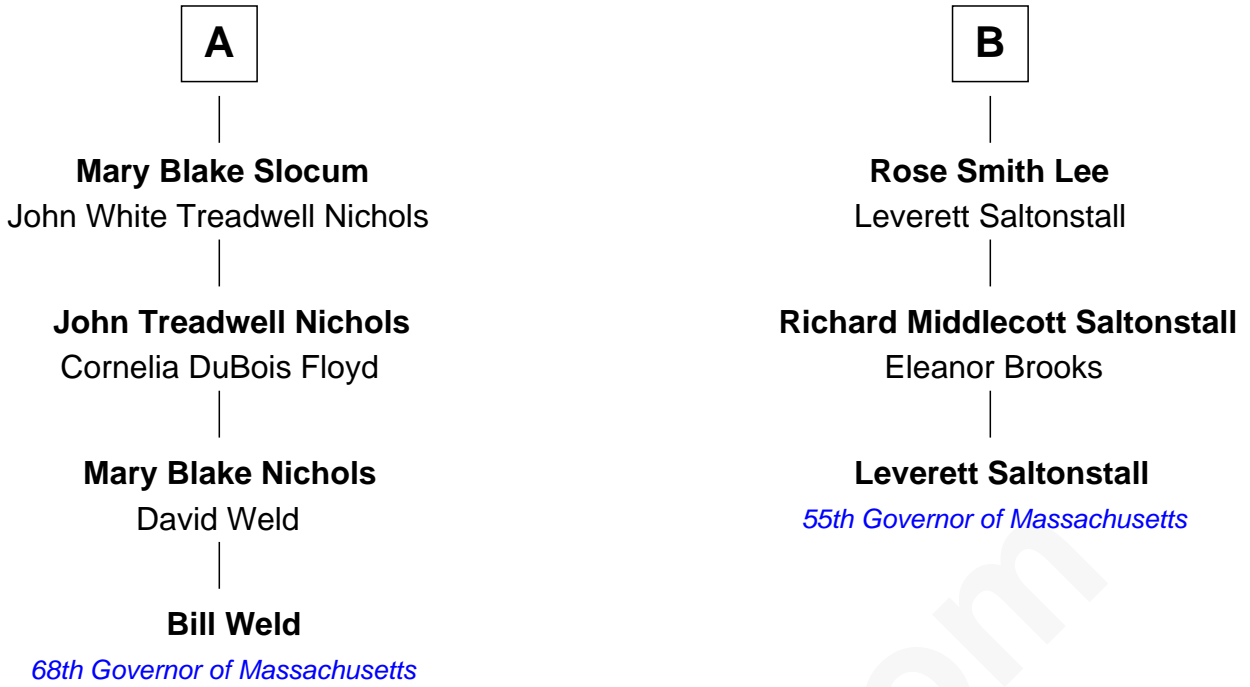 A
Mary Blake Slocum
John White Treadwell Nichols
John Treadwell Nichols
Cornelia DuBois Floyd
Mary Blake Nichols
David Weld
Bill Weld
68th Governor of Massachusetts
B
Rose Smith Lee
Leverett Saltonstall
Richard Middlecott Saltonstall
Eleanor Brooks
Leverett Saltonstall
55th Governor of Massachusetts
om